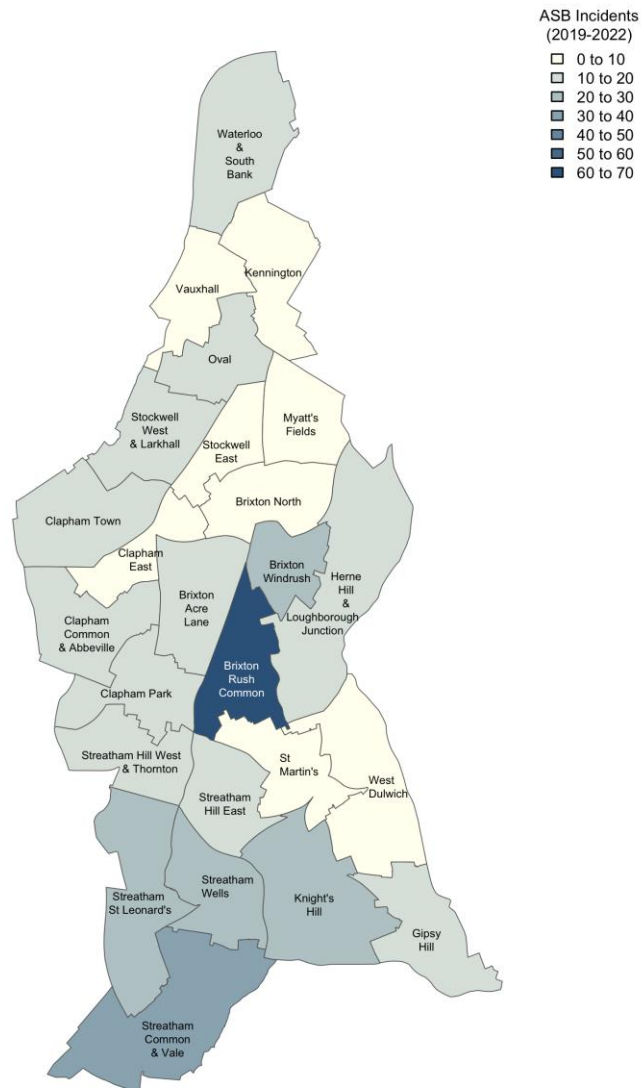 ASB Incidents
(2019-2022)
0 to 10
10 to 20
20 to 30
30 to 40
40 to 50
50 to 60
60 to 70
Waterloo
&
South
Bank
Kennington
Vauxhall
Oval
Stockwell
West
& Larkhall
Myatt's
Fields
Stockwell
East
Brixton North
Clapham Town
Clapham
East
Brixton
Windrush
Herne
Hill
&
Loughborough
Junction
Brixton
Acre
Lane
Clapham
Common
& Abbeville
Brixton
Rush
Common
Clapham Park
Streatham Hill West
& Thornton
St
Martin's
West
Dulwich
Streatham
Hill East
Streatham
Wells
Streatham
St Leonard's
Knight's
Hill
Gipsy
Hill
Streatham
Common
& Vale